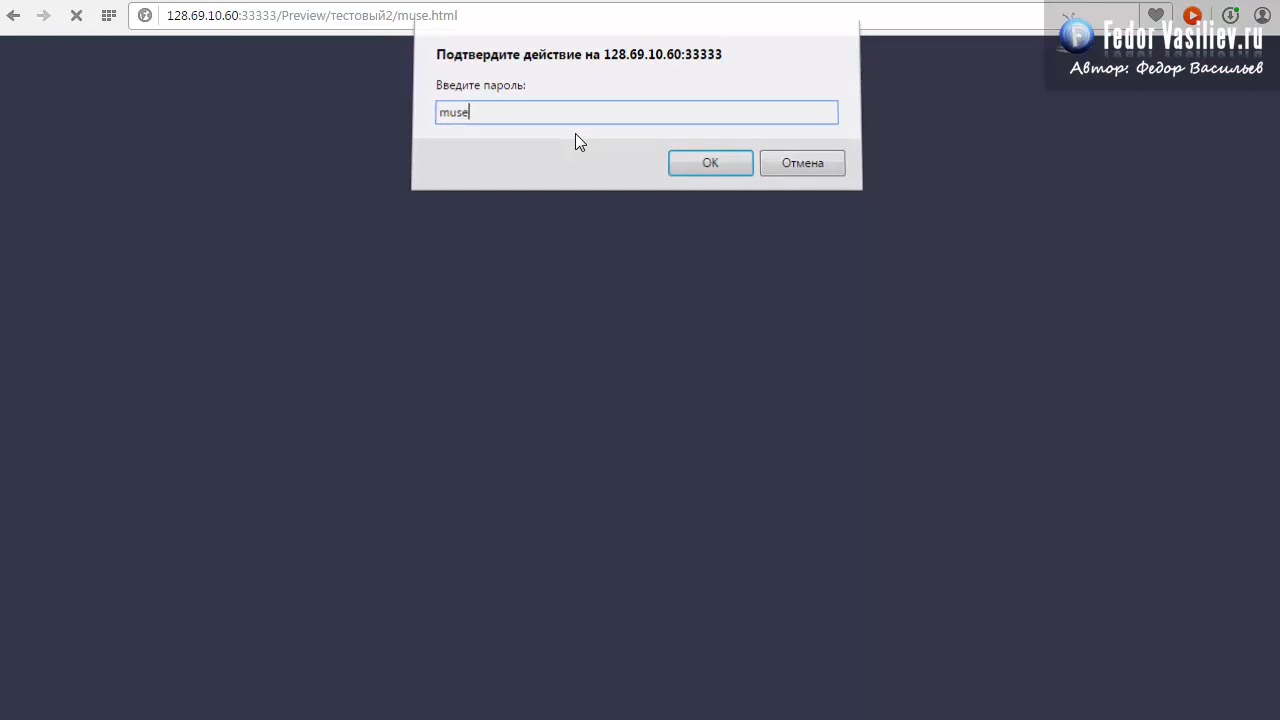 128.69.10.60:33333/Preview/тестовый2/muse.html
Fedor Vasiliev.ru
Автор: Федор Васильев
Подтвердите действие на 128.69.10.60:33333
Введите пароль:
muse
OK
Отмена